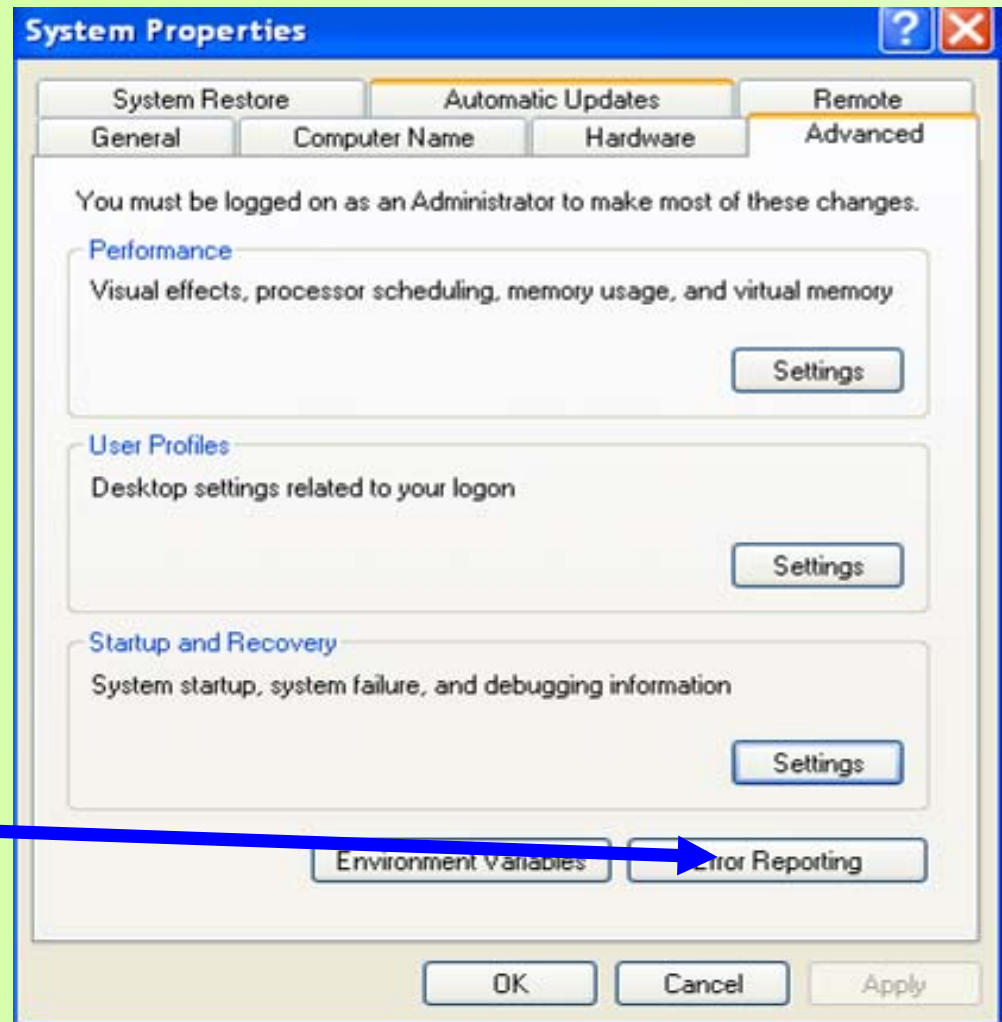 System Properties
System Restore Automatic Updates Remote
General Computer Name Hardware Advanced
You must be logged on as an Administrator to make most of these changes.
Performance
Visual effects, processor scheduling, memory usage, and virtual memory
Settings
User Profiles
Desktop settings related to your logon
Settings
Startup and Recovery
System startup, system failure, and debugging information
Settings
Environment Variables Error Reporting
OK Cancel Apply